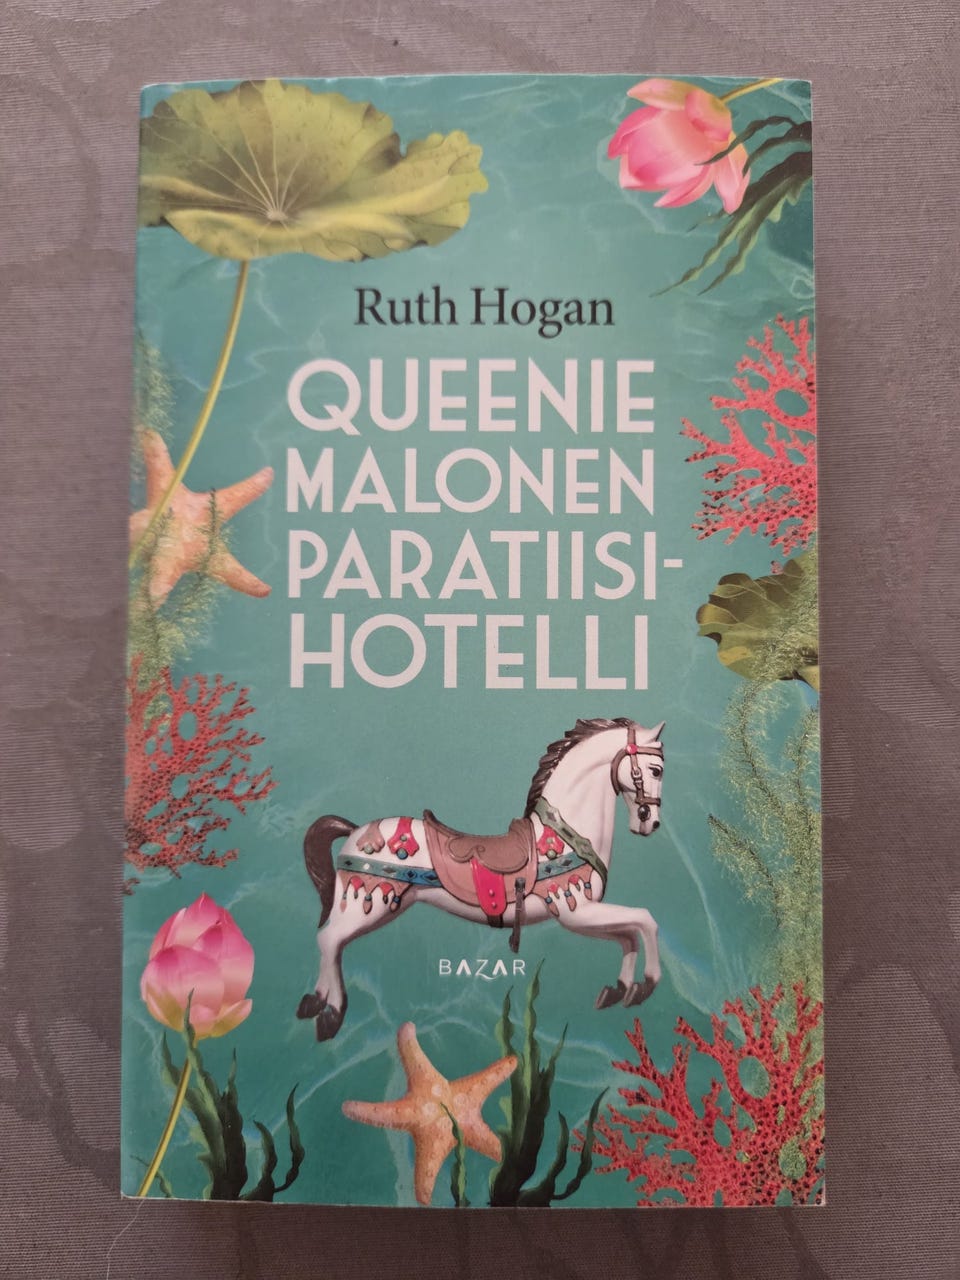 Ruth Hogan
QUEENIE
MALONEN
PARATIISI-
HOTELLI
BAZAR